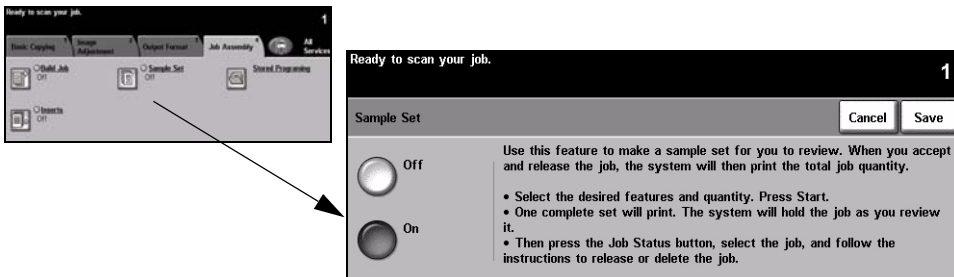 Ready to scan your job.
1
Basic Copying
Image Adjustment 2
Output Format 3
Job Assembly 4
All Services
Build Job
Off
Sample Set
Off
Stored Programing
Inserts
Off
Ready to scan your job.
1
Sample Set
Cancel
Save
Off
On
Use this feature to make a sample set for you to review. When you accept
and release the job, the system will then print the total job quantity.
• Select the desired features and quantity. Press Start.
• One complete set will print. The system will hold the job as you review
it.
• Then press the Job Status button, select the job, and follow the
instructions to release or delete the job.